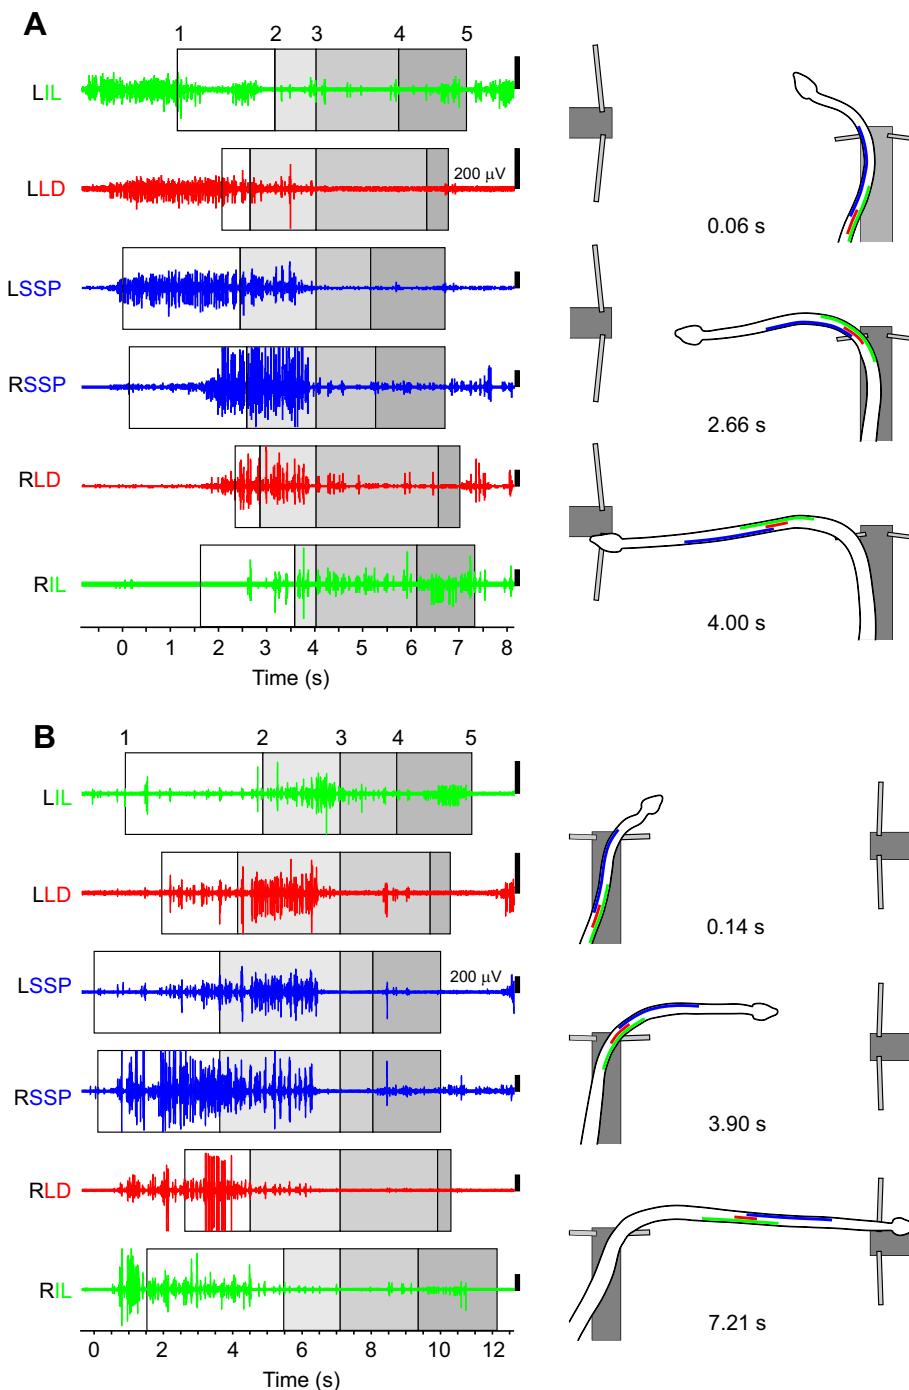 A
1 2 3 4 5
LIL
LLD
200 µV
LSSP
RSSP
RLD
RIL
0 1 2 3 4 5 6 7 8
Time (s)
0.06 s
2.66 s
4.00 s
B
1 2 3 4 5
LIL
LLD
LSSP
200 µV
RSSP
RLD
RIL
0 2 4 6 8 10 12
Time (s)
0.14 s
3.90 s
7.21 s